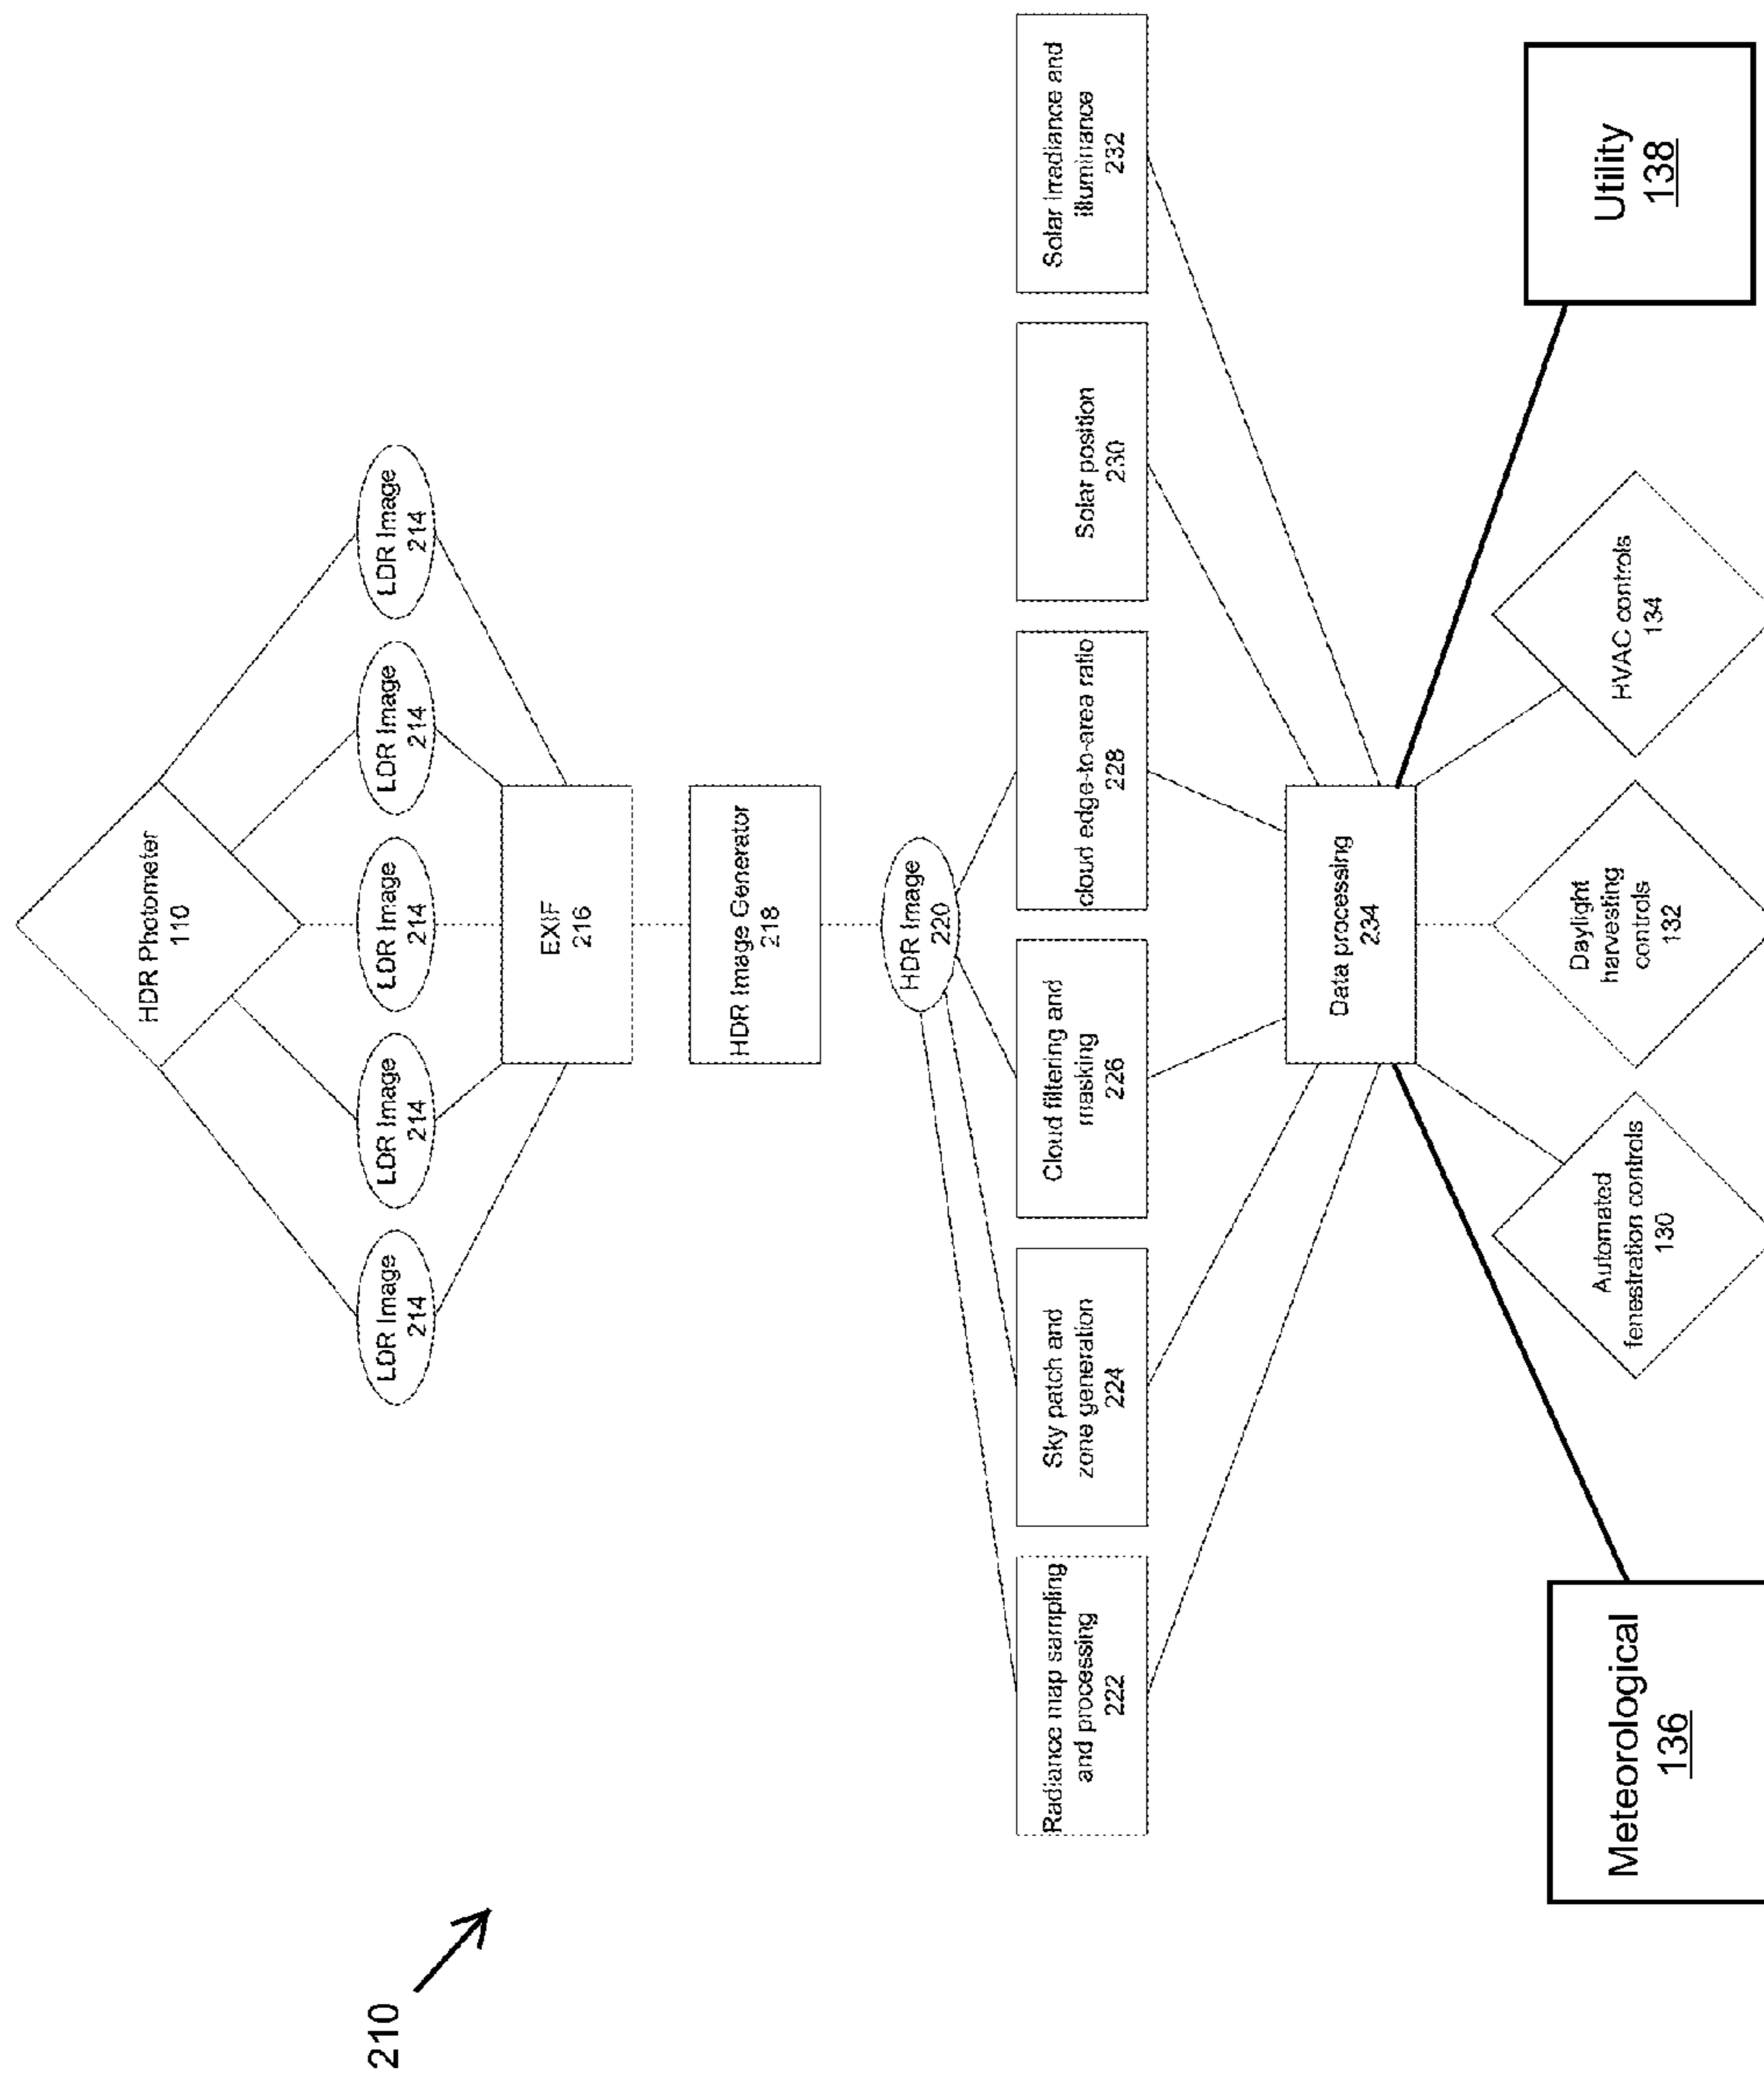 210
HDR Photometer
110
LDR Image
214
LDR Image
214
LDR Image
214
LDR Image
214
LDR Image
214
EXIF
216
HDR Image Generator
218
HDR Image
220
Radiance map sampling
and processing
222
Sky patch and
zone generation
224
Cloud filtering and
masking
226
cloud edge-to-area ratio
228
Solar position
230
Solar irradiance and
illuminance
232
Data processing
234
Meteorological
136
Automated
fenestration controls
130
Daylight
harvesting
controls
132
HVAC controls
134
Utility
138